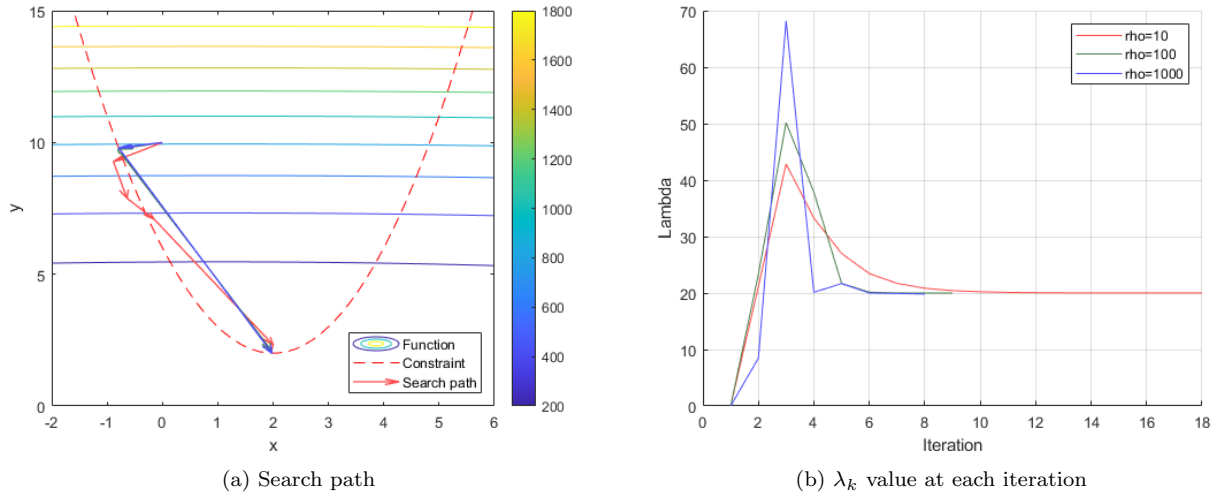 15
10
5
0
y
-2 -1 0 1 2 3 4 5 6
x
Function
Constraint
Search path
1800
1600
1400
1200
1000
800
600
400
200
(a) Search path
70
60
50
40
30
20
10
0
Lambda
0 2 4 6 8 10 12 14 16 18
Iteration
rho=10
rho=100
rho=1000
(b) λk value at each iteration